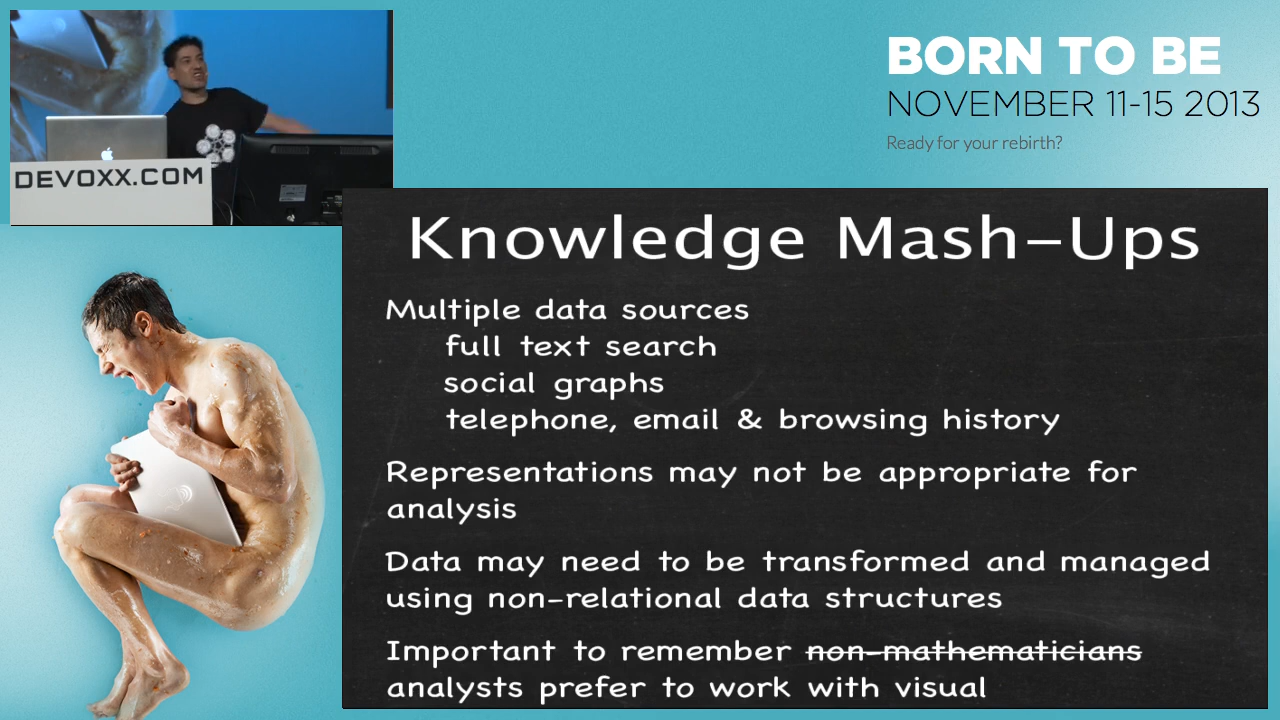 BORN TO BE
NOVEMBER 11-15 2013
Ready for your rebirth?
DEVOXX.COM
Knowledge Mash-Ups
Multiple data sources
full text search
social graphs
telephone, email & browsing history
Representations may not be appropriate for
analysis
Data may need to be transformed and managed
using non-relational data structures
Important to remember non-mathematicians
analysts prefer to work with visual